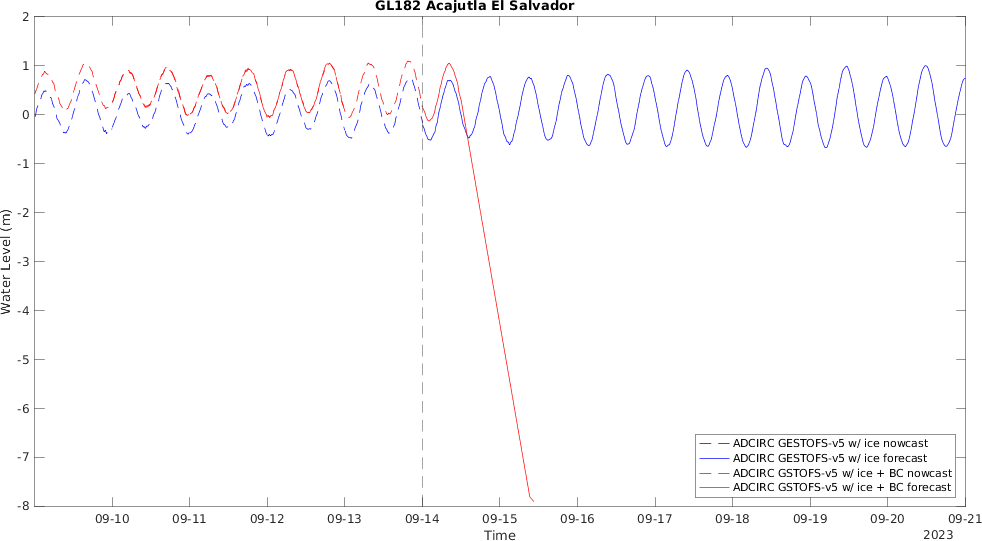 GL182 Acajutla El Salvador
2
1
0
-1
-2
-3
-4
-5
-6
-7
-8
Water Level (m)
ADCIRC GESTOFS-v5 w/ ice nowcast
ADCIRC GESTOFS-v5 w/ ice forecast
ADCIRC GSTOFS-v5 w/ ice + BC nowcast
ADCIRC GSTOFS-v5 w/ ice + BC forecast
09-10 09-11 09-12 09-13 09-14 09-15 09-16 09-17 09-18 09-19 09-20 09-21
Time
2023